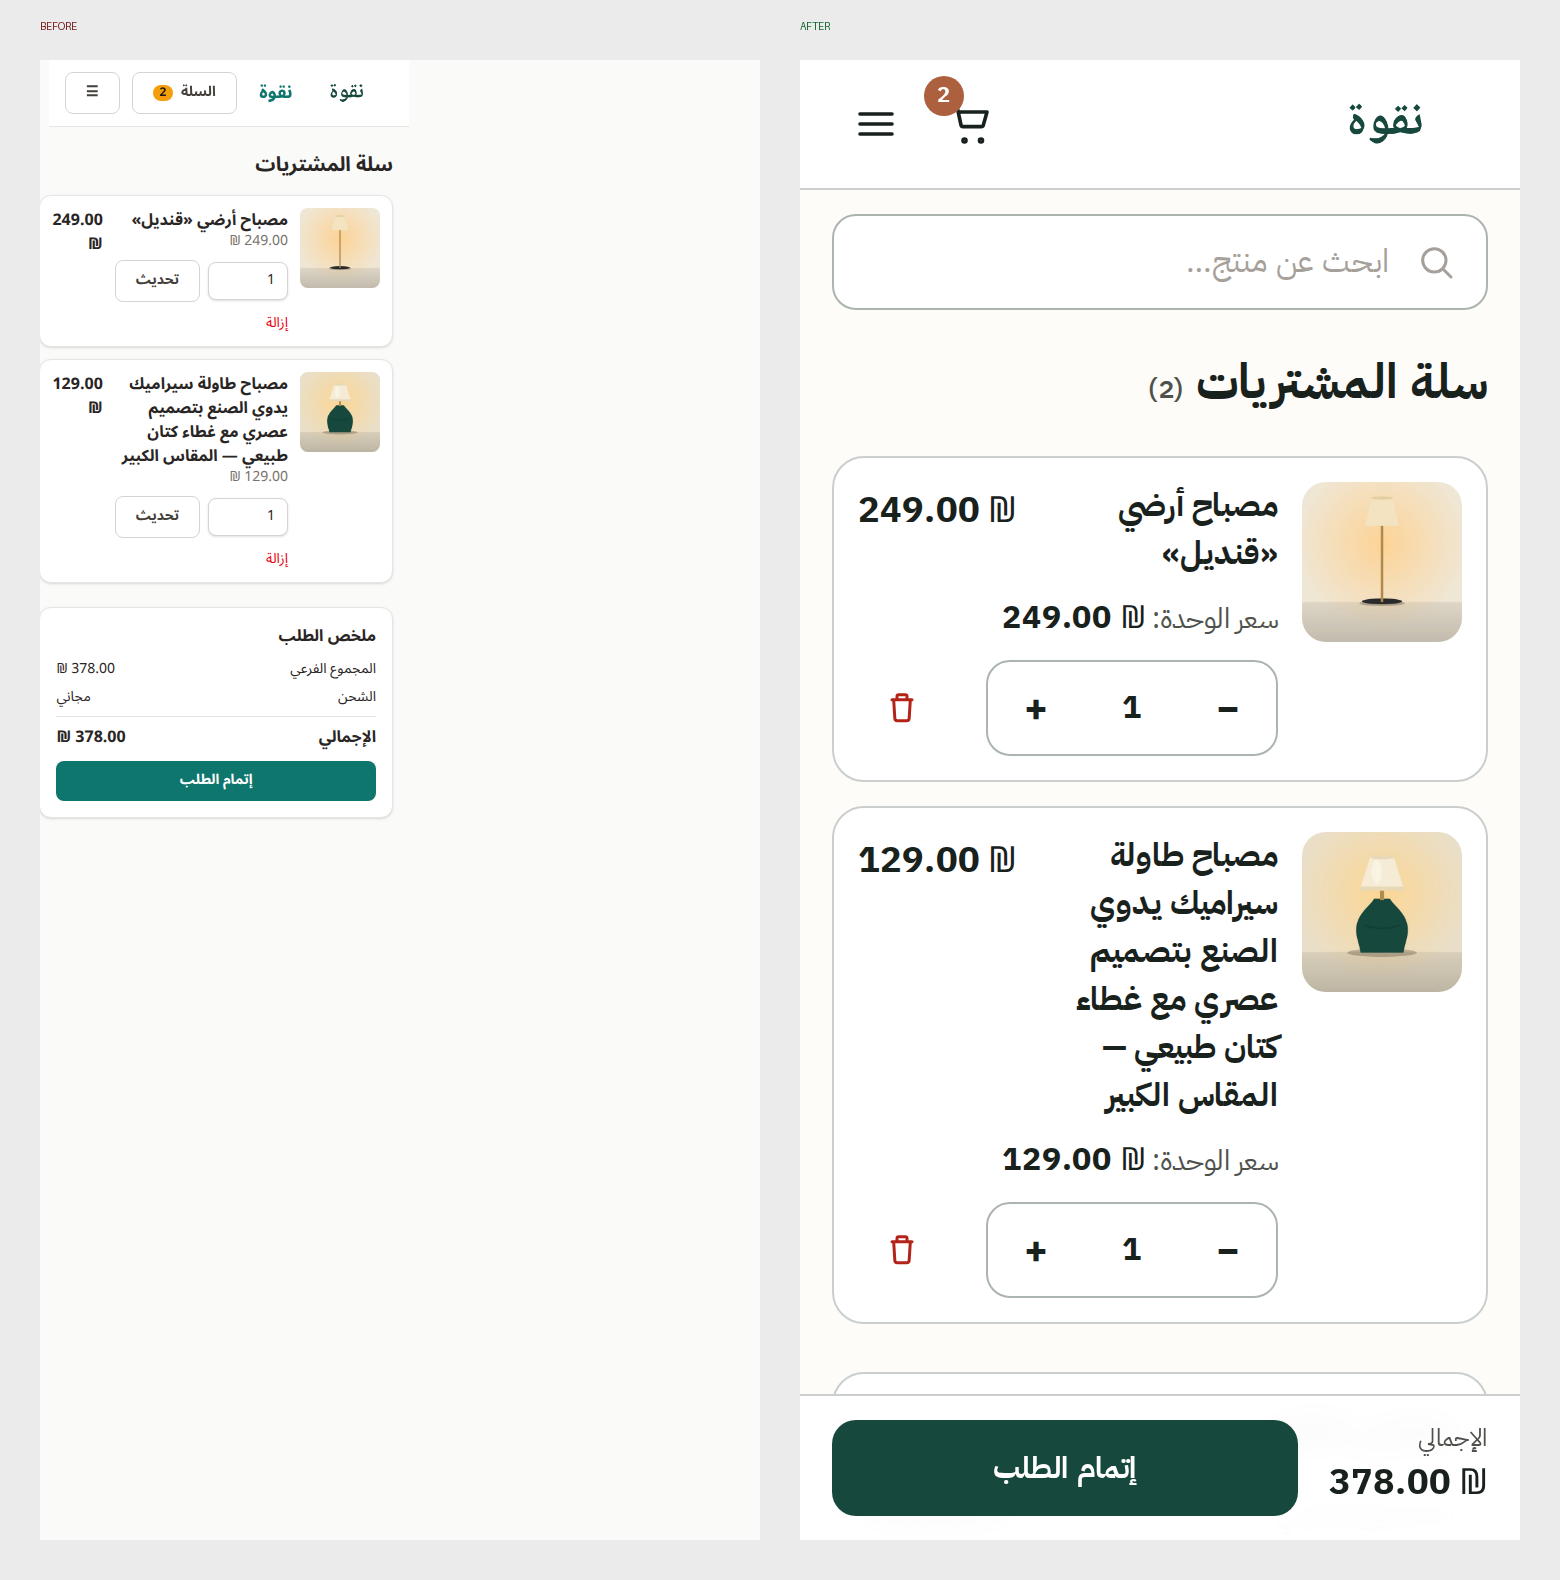 BEFORE
نقوة
نقوة
السلة 2
سلة المشتريات
مصباح أرضي «قنديل»
249.00 ₪
1
تحديث
إزالة
249.00
₪
مصباح طاولة سيراميك
يدوي الصنع بتصميم
عصري مع غطاء كتان
طبيعي — المقاس الكبير
129.00 ₪
1
تحديث
إزالة
129.00
₪
ملخص الطلب
المجموع الفرعي 378.00 ₪
الشحن مجاني
الإجمالي 378.00 ₪
إتمام الطلب
AFTER
نقوة
2
ابحث عن منتج...
سلة المشتريات (2)
مصباح أرضي
«قنديل»
₪ 249.00
سعر الوحدة: ₪ 249.00
− 1 +
مصباح طاولة
سيراميك يدوي
الصنع بتصميم
عصري مع غطاء
كتان طبيعي —
المقاس الكبير
₪ 129.00
سعر الوحدة: ₪ 129.00
− 1 +
الإجمالي
₪ 378.00
إتمام الطلب